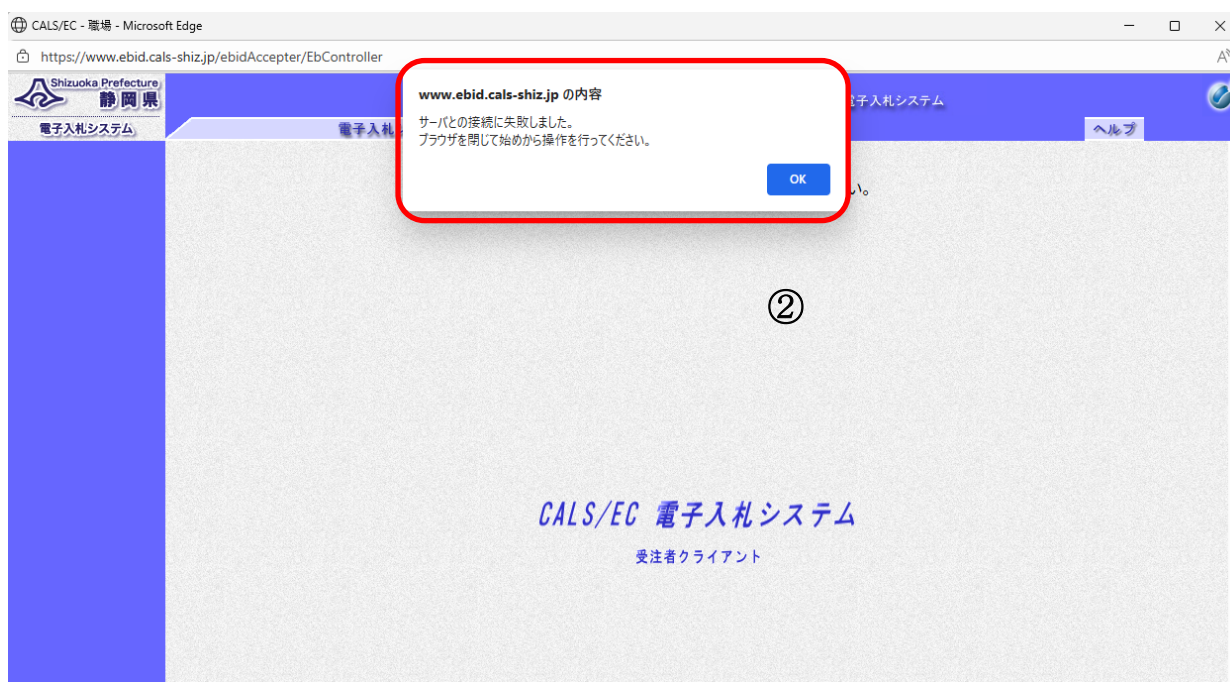 CALS/EC - 職場 - Microsoft Edge
https://www.ebid.cals-shiz.jp/ebidAccepter/EbController
Shizuoka Prefecture
静岡県
電子入札システム
www.ebid.cals-shiz.jp の内容
サーバとの接続に失敗しました。
ブラウザを閉じて始めから操作を行ってください。
OK
子入札システム
電子入札
ヘルプ
い。
②
CALS/EC 電子入札システム
受注者クライアント